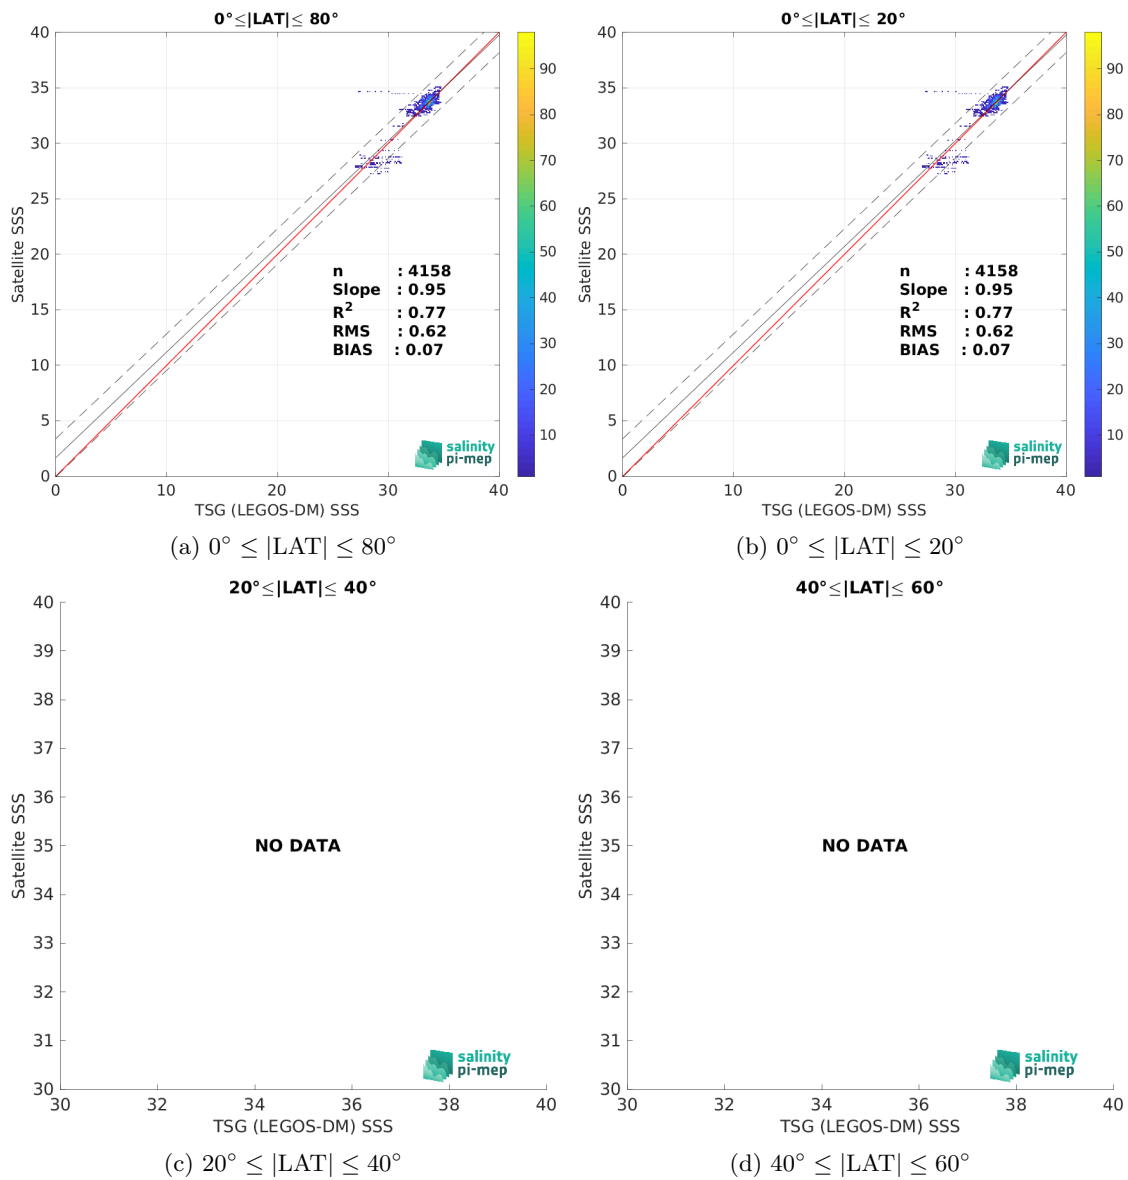 0°≤|LAT|≤ 80°
40
35
30
25
20
15
10
5
0
Satellite SSS
0
10
20
30
40
TSG (LEGOS-DM) SSS
90
80
70
60
50
40
30
20
10
n : 4158
Slope : 0.95
R² : 0.77
RMS : 0.62
BIAS : 0.07
salinity
pi-mep
(a) 0° ≤ |LAT| ≤ 80°
0°≤|LAT|≤ 20°
40
35
30
25
20
15
10
5
0
Satellite SSS
0
10
20
30
40
TSG (LEGOS-DM) SSS
90
80
70
60
50
40
30
20
10
n : 4158
Slope : 0.95
R² : 0.77
RMS : 0.62
BIAS : 0.07
salinity
pi-mep
(b) 0° ≤ |LAT| ≤ 20°
20°≤|LAT|≤ 40°
40
39
38
37
36
35
34
33
32
31
30
Satellite SSS
NO DATA
salinity
pi-mep
30
32
34
36
38
40
TSG (LEGOS-DM) SSS
(c) 20° ≤ |LAT| ≤ 40°
40°≤|LAT|≤ 60°
40
39
38
37
36
35
34
33
32
31
30
Satellite SSS
NO DATA
salinity
pi-mep
30
32
34
36
38
40
TSG (LEGOS-DM) SSS
(d) 40° ≤ |LAT| ≤ 60°